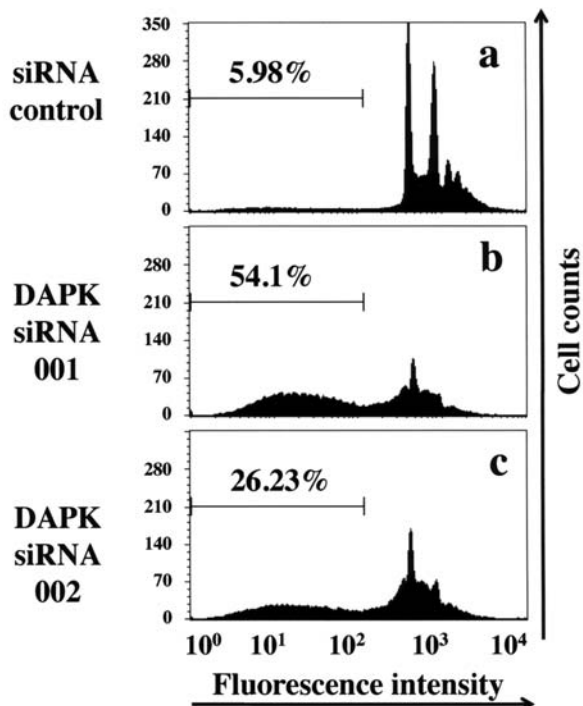 siRNA
control
350
280
210
140
70
0
5.98%
a
DAPK
siRNA
001
280
210
140
70
0
54.1%
b
DAPK
siRNA
002
280
210
140
70
0
26.23%
c
10⁰ 10¹ 10² 10³ 10⁴
Fluorescence intensity
Cell counts